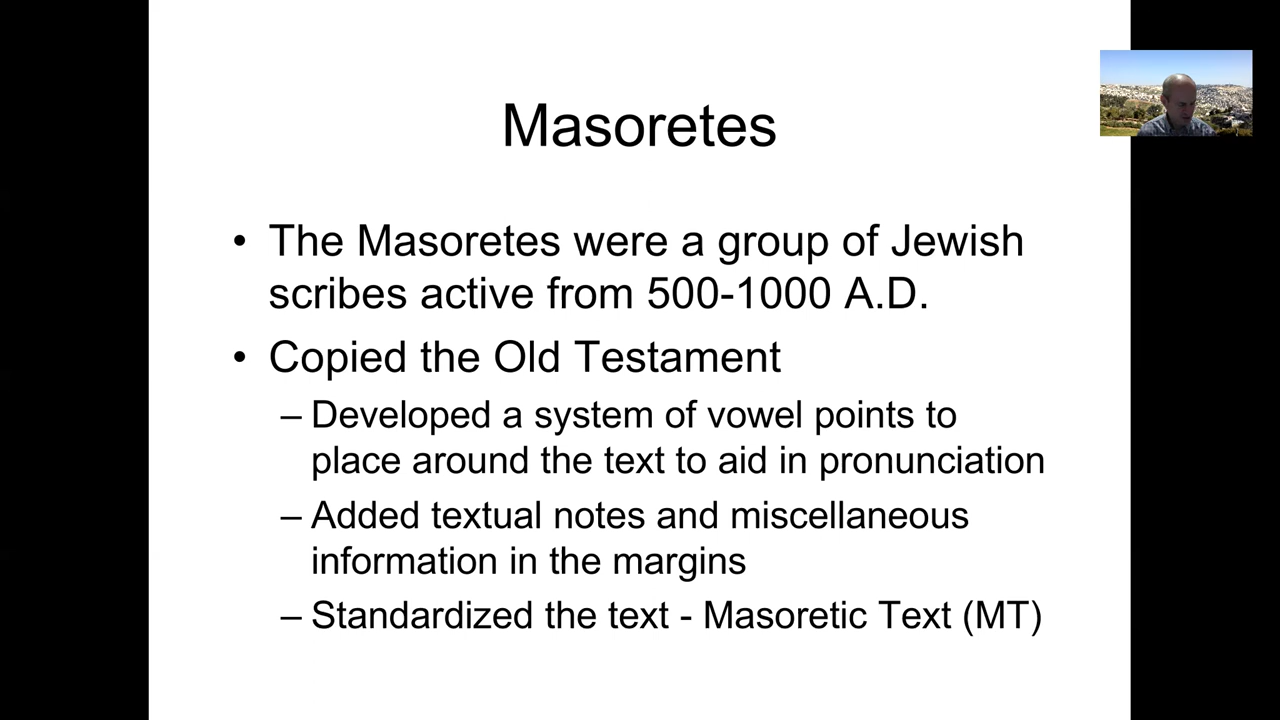 Masoretes
• The Masoretes were a group of Jewish
scribes active from 500-1000 A.D.
• Copied the Old Testament
– Developed a system of vowel points to
place around the text to aid in pronunciation
– Added textual notes and miscellaneous
information in the margins
– Standardized the text - Masoretic Text (MT)